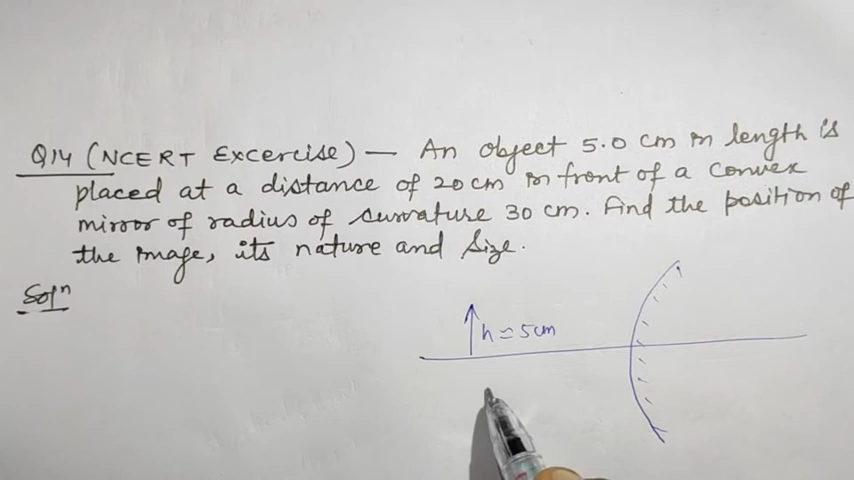 Q14 (NCERT Excercise) — An object 5.0 cm in length is
placed at a distance of 20 cm in front of a convex
mirror of radius of curvature 30 cm. Find the position of
the image, its nature and size.
Solⁿ
h = 5cm